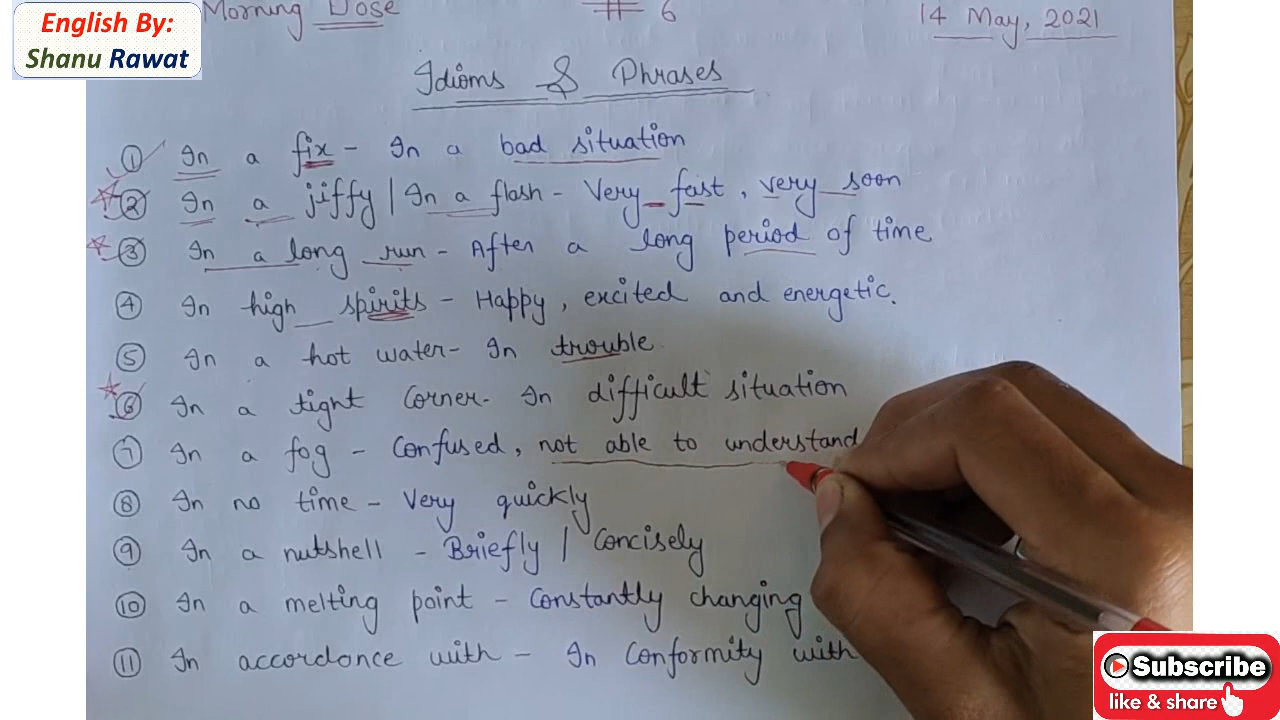 English By:
Shanu Rawat
Morning Dose # 6 14 May, 2021
Idioms & Phrases
① In a fix - In a bad situation
② In a jiffy | In a flash - Very fast, very soon
③ In a long run - After a long period of time
④ In high spirits - Happy, excited and energetic.
⑤ In a hot water - In trouble
⑥ In a tight corner - In difficult situation
⑦ In a fog - Confused, not able to understand
⑧ In no time - Very quickly
⑨ In a nutshell - Briefly | Concisely
⑩ In a melting point - Constantly changing
⑪ In accordance with - In conformity with
Subscribe
like & share